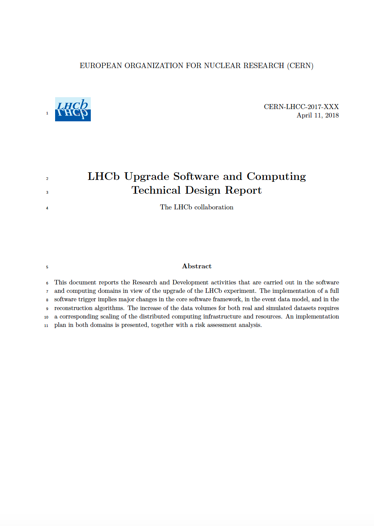 EUROPEAN ORGANIZATION FOR NUCLEAR RESEARCH (CERN)
1 LHCb
LHCb
CERN-LHCC-2017-XXX
April 11, 2018
2 LHCb Upgrade Software and Computing
3 Technical Design Report
4 The LHCb collaboration
5 Abstract
6 This document reports the Research and Development activities that are carried out in the software
7 and computing domains in view of the upgrade of the LHCb experiment. The implementation of a full
8 software trigger implies major changes in the core software framework, in the event data model, and in the
9 reconstruction algorithms. The increase of the data volumes for both real and simulated datasets requires
10 a corresponding scaling of the distributed computing infrastructure and resources. An implementation
11 plan in both domains is presented, together with a risk assessment analysis.